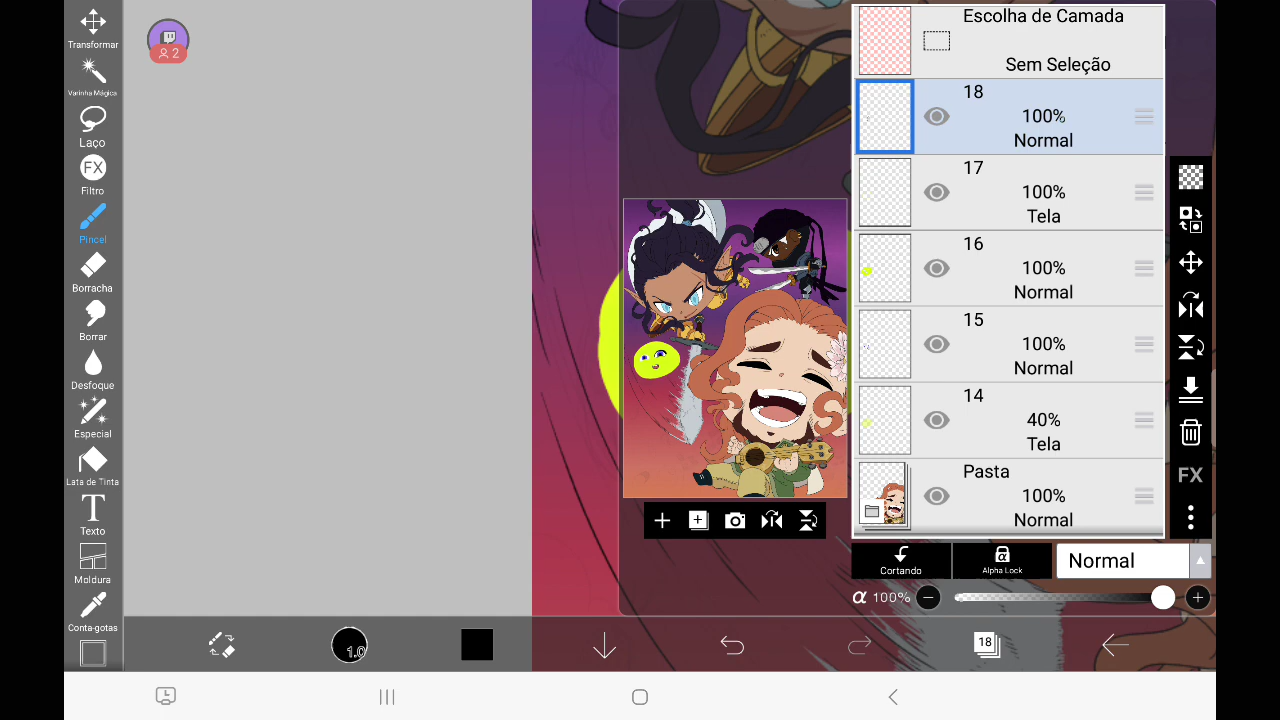 Transformar
Varinha Mágica
Laço
FX
Filtro
Pincel
Borracha
Borrar
Desfoque
Especial
Lata de Tinta
T
Texto
Moldura
Conta-gotas
2
Escolha de Camada
Sem Seleção
18
100%
Normal
17
100%
Tela
16
100%
Normal
15
100%
Normal
14
40%
Tela
Pasta
100%
Normal
FX
Cortando
α
Alpha Lock
Normal
α 100%
1.0
18